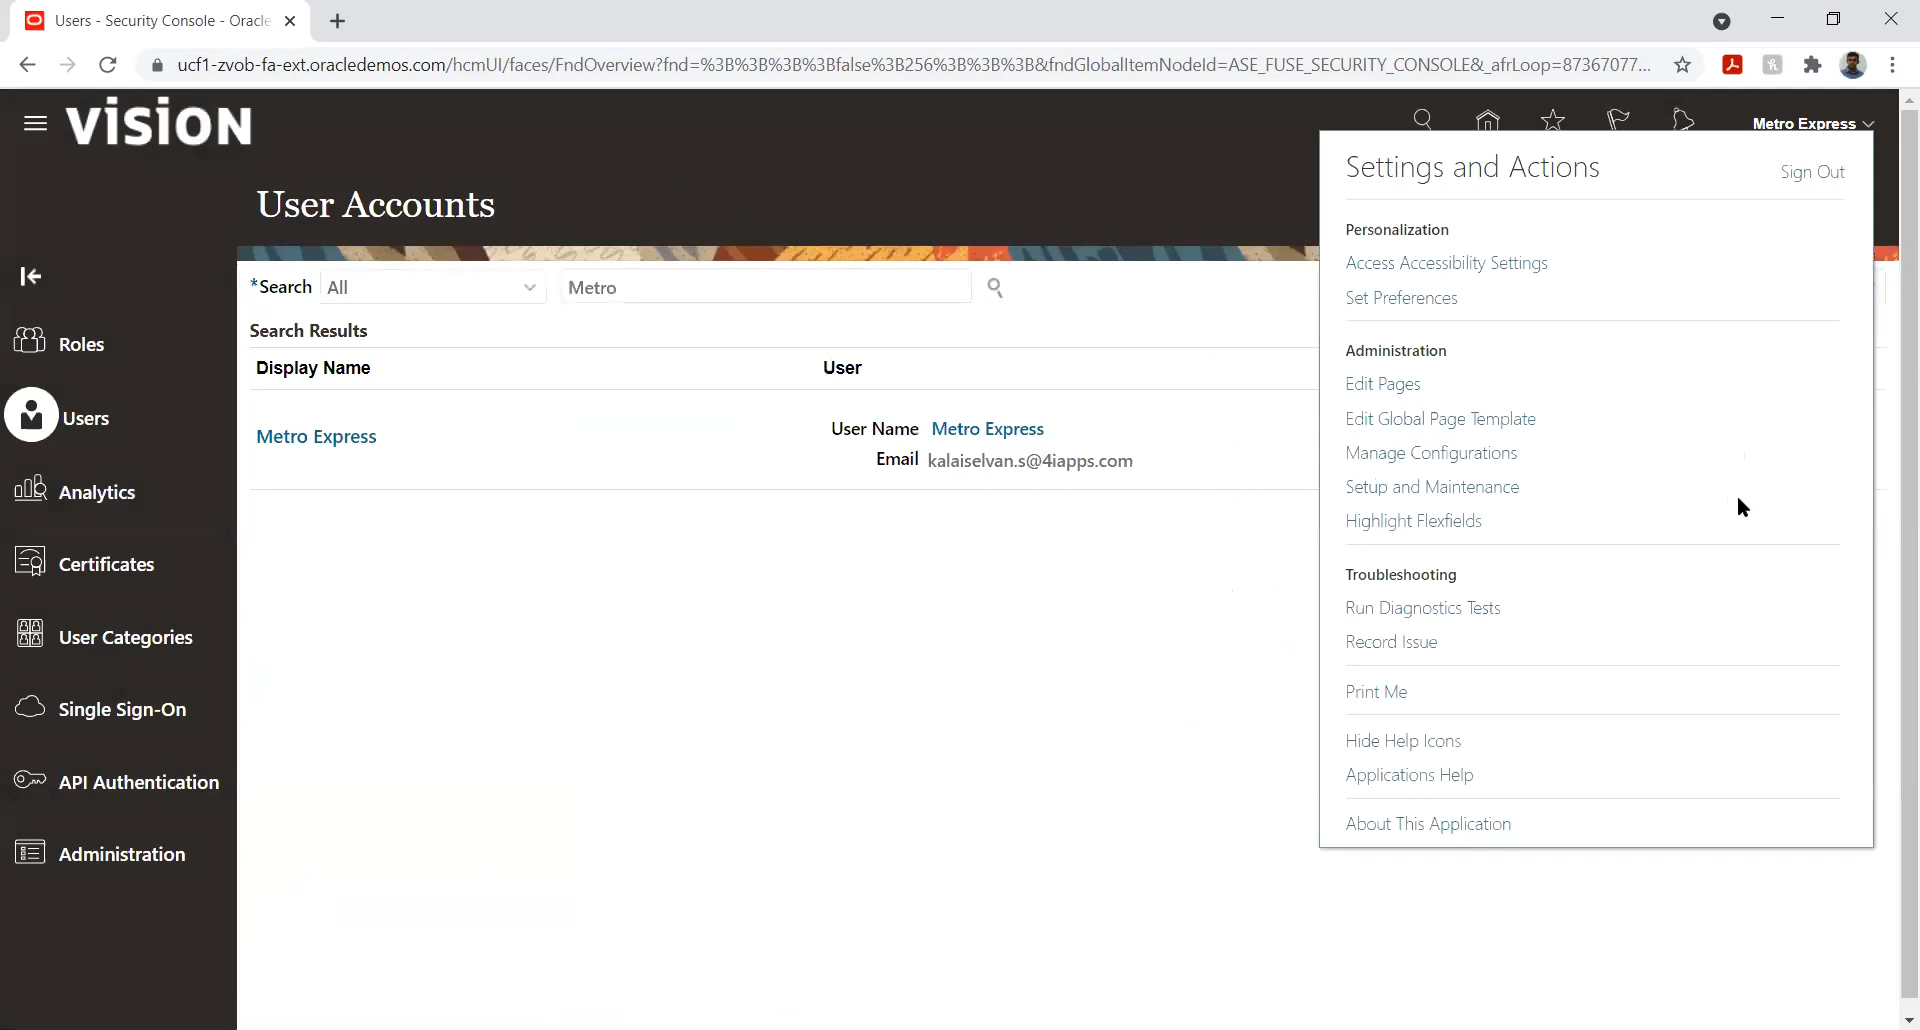 Users - Security Console - Oracle
ucf1-zvob-fa-ext.oracledemos.com/hcmUI/faces/FndOverview?fnd=%3B%3B%3B%3Bfalse%3B256%3B%3B%3B&fndGlobalItemNodeId=ASE_FUSE_SECURITY_CONSOLE&_afrLoop=87367077...
VISION
Metro Express
User Accounts
Settings and Actions
Sign Out
Personalization
Access Accessibility Settings
Set Preferences
Administration
Edit Pages
Edit Global Page Template
Manage Configurations
Setup and Maintenance
Highlight Flexfields
Troubleshooting
Run Diagnostics Tests
Record Issue
Print Me
Hide Help Icons
Applications Help
About This Application
*Search All Metro
Search Results
Display Name User
Metro Express
User Name Metro Express
Email kalaiselvan.s@4iapps.com
Roles
Users
Analytics
Certificates
User Categories
Single Sign-On
API Authentication
Administration